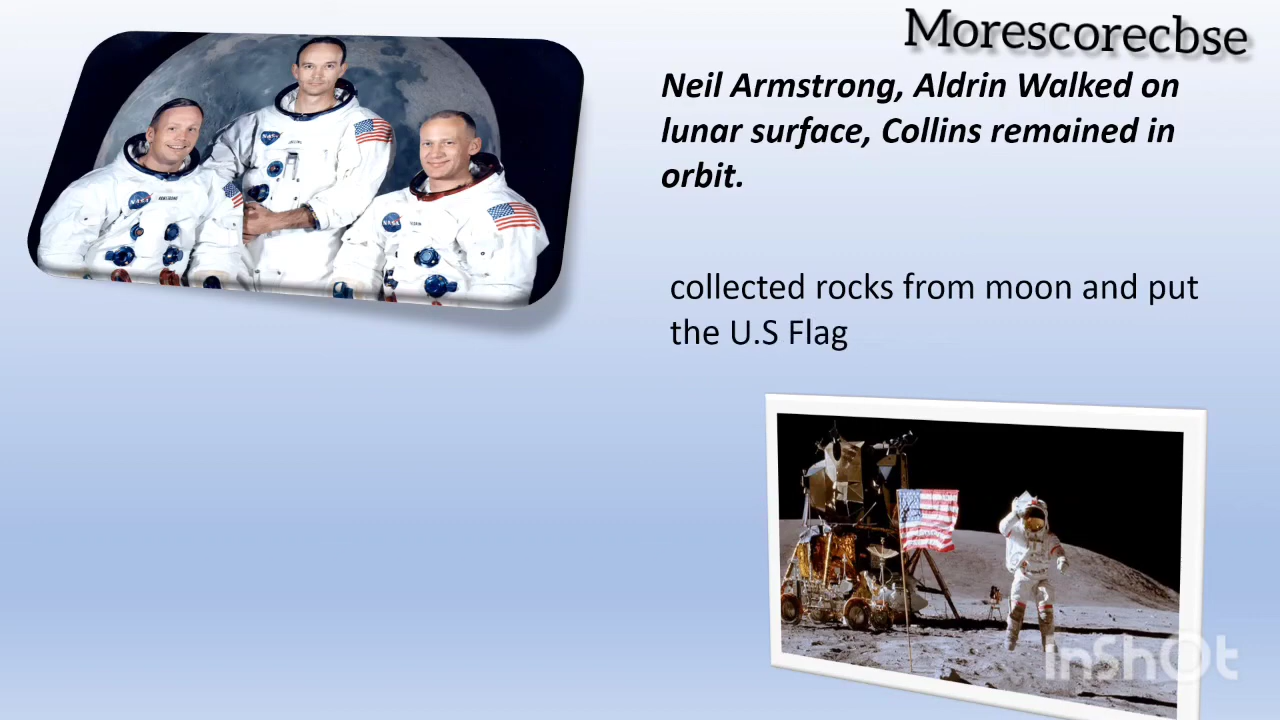 Morescorecbse
Neil Armstrong, Aldrin Walked on
lunar surface, Collins remained in
orbit.
collected rocks from moon and put
the U.S Flag
InShOt